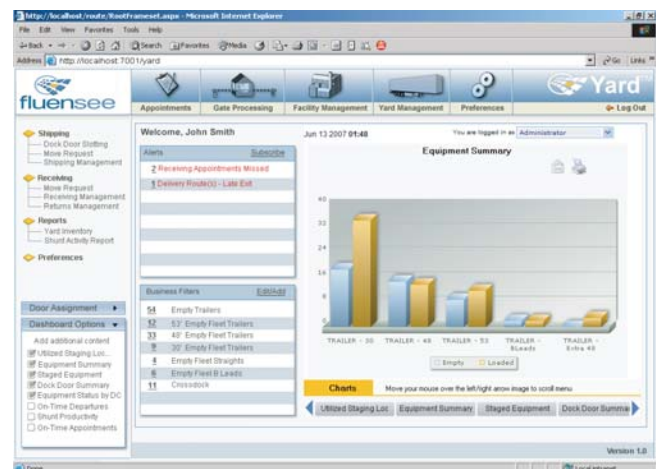 http://localhost/route/RootFrameset.aspx - Microsoft Internet Explorer
File Edit View Favorites Tools Help
Back Search Favorites Media
Address http://localhost:7001/yard Go Links
fluensee
Appointments Gate Processing Facility Management Yard Management Preferences
Yard
Log Out
Shipping
Dock Door Slotting
Move Request
Shipping Management
Receiving
Move Request
Receiving Management
Returns Management
Reports
Yard Inventory
Shunt Activity Report
Preferences
Door Assignment
Dashboard Options
Add additional content
Utilized Staging Loc...
Equipment Summary
Staged Equipment
Dock Door Summary
Equipment Status by DC
On-Time Departures
Shunt Productivity
On-Time Appointments
Welcome, John Smith
Jun 13 2007 01:48
You are logged in as Administrator
Alerts Subscribe
2 Receiving Appointments Missed
1 Delivery Route(s) - Late Exit
Business Filters Edit/Add
54 Empty Trailers
12 53' Empty Fleet Trailers
33 48' Empty Fleet Trailers
9 30' Empty Fleet Trailers
4 Empty Fleet Straights
6 Empty Fleet B Leads
11 Crossdock
Equipment Summary
40
32
24
16
8
0
TRAILER - 30 TRAILER - 48 TRAILER - 53 TRAILER - BLeads TRAILER - Extra 48
Empty Loaded
Charts Move your mouse over the left/right arrow image to scroll menu
Utilized Staging Loc Equipment Summary Staged Equipment Dock Door Summar
Version 1.0
Done Local intranet